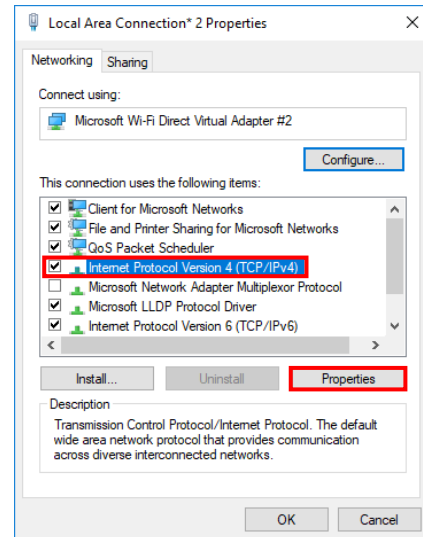 Local Area Connection* 2 Properties
Networking Sharing
Connect using:
Microsoft Wi-Fi Direct Virtual Adapter #2
Configure...
This connection uses the following items:
Client for Microsoft Networks
File and Printer Sharing for Microsoft Networks
QoS Packet Scheduler
Internet Protocol Version 4 (TCP/IPv4)
Microsoft Network Adapter Multiplexor Protocol
Microsoft LLDP Protocol Driver
Internet Protocol Version 6 (TCP/IPv6)
Install... Uninstall Properties
Description
Transmission Control Protocol/Internet Protocol. The default
wide area network protocol that provides communication
across diverse interconnected networks.
OK Cancel